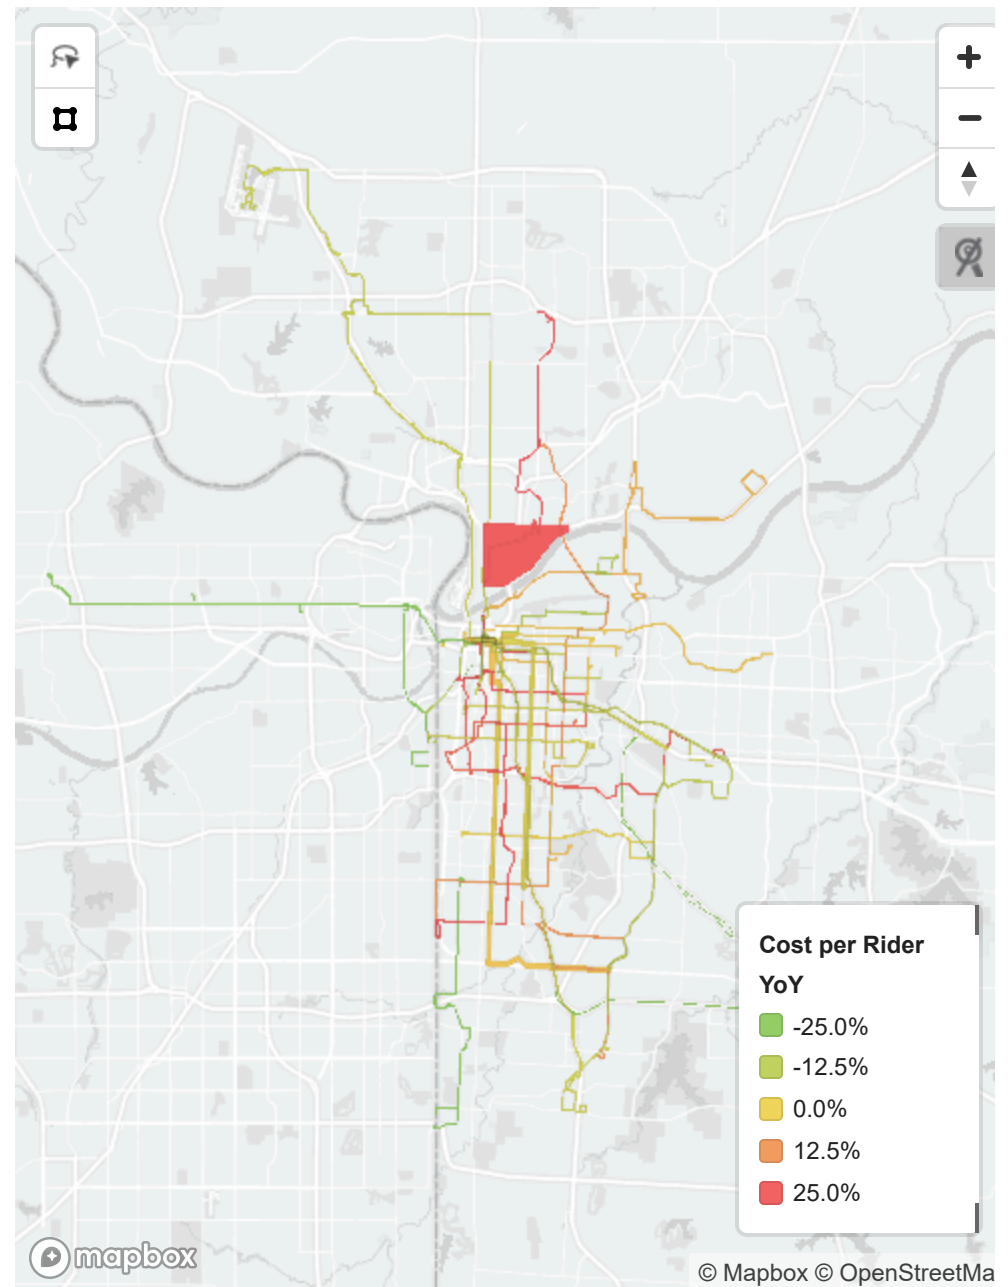 Cost per Rider
YoY
-25.0%
-12.5%
0.0%
12.5%
25.0%
mapbox
© Mapbox © OpenStreetMa